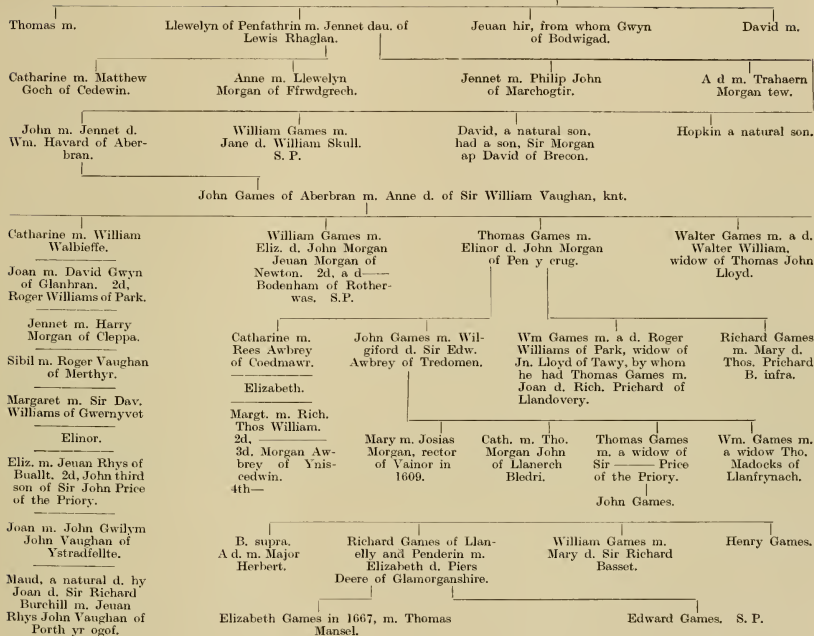 Thomas m.
Llewelyn of Penfathrin m. Jennet dau. of
Lewis Rhaglan.
Jeuan hir, from whom Gwyn
of Bodwigad.
David m.
Catharine m. Matthew
Goch of Cedewin.
Anne m. Llewelyn
Morgan of Ffrwdgrech.
Jennet m. Philip John
of Marchogtir.
A d m. Trahaern
Morgan tew.
John m. Jennet d.
Wm. Havard of Aber-
bran.
William Games m.
Jane d. William Skull.
S. P.
David, a natural son,
had a son, Sir Morgan
ap David of Brecon.
Hopkin a natural son.
John Games of Aberbran m. Anne d. of Sir William Vaughan, knt.
Catharine m. William
Walbieffe.
Joan m. David Gwyn
of Glanhran. 2d,
Roger Williams of Park.
Jennet m. Harry
Morgan of Cleppa.
Sibil m. Roger Vaughan
of Merthyr.
Margaret m. Sir Dav.
Williams of Gwernyvet
Elinor.
Eliz. m. Jeuan Rhys of
Buallt. 2d, John third
son of Sir John Price
of the Priory.
Joan m. John Gwilym
John Vaughan of
Ystradfellte.
Maud, a natural d. by
Joan d. Sir Richard
Burchill m. Jeuan
Rhys John Vaughan of
Porth yr ogof.
William Games m.
Eliz. d. John Morgan
Jeuan Morgan of
Newton. 2d, a d——
Bodenham of Rother-
was. S.P.
Thomas Games m.
Elinor d. John Morgan
of Pen y crug.
Walter Games m. a d.
Walter William,
widow of Thomas John
Lloyd.
Catharine m.
Rees Awbrey
of Coedmawr.
Elizabeth.
Margt. m. Rich.
Thos William.
2d, ————
3d, Morgan Aw-
brey of Ynis-
cedwin.
4th—
John Games m. Wil-
giford d. Sir Edw.
Awbrey of Tredomen.
Wm Games m. a d. Roger
Williams of Park, widow of
Jn. Lloyd of Tawy, by whom
he had Thomas Games m.
Joan d. Rich. Prichard of
Llandovery.
Richard Games
m. Mary d.
Thos. Prichard
B. infra.
Mary m. Josias
Morgan, rector
of Vainor in
1609.
Cath. m. Tho.
Morgan John
of Llanerch
Bledri.
Thomas Games
m. a widow of
Sir —— Price
of the Priory.
Wm. Games m.
a widow Tho.
Madocks of
Llanfrynach.
John Games.
B. supra.
A d. m. Major
Herbert.
Richard Games of Llan-
elly and Penderin m.
Elizabeth d. Piers
Deere of Glamorganshire.
William Games m.
Mary d. Sir Richard
Basset.
Henry Games.
Elizabeth Games in 1667, m. Thomas
Mansel.
Edward Games. S. P.